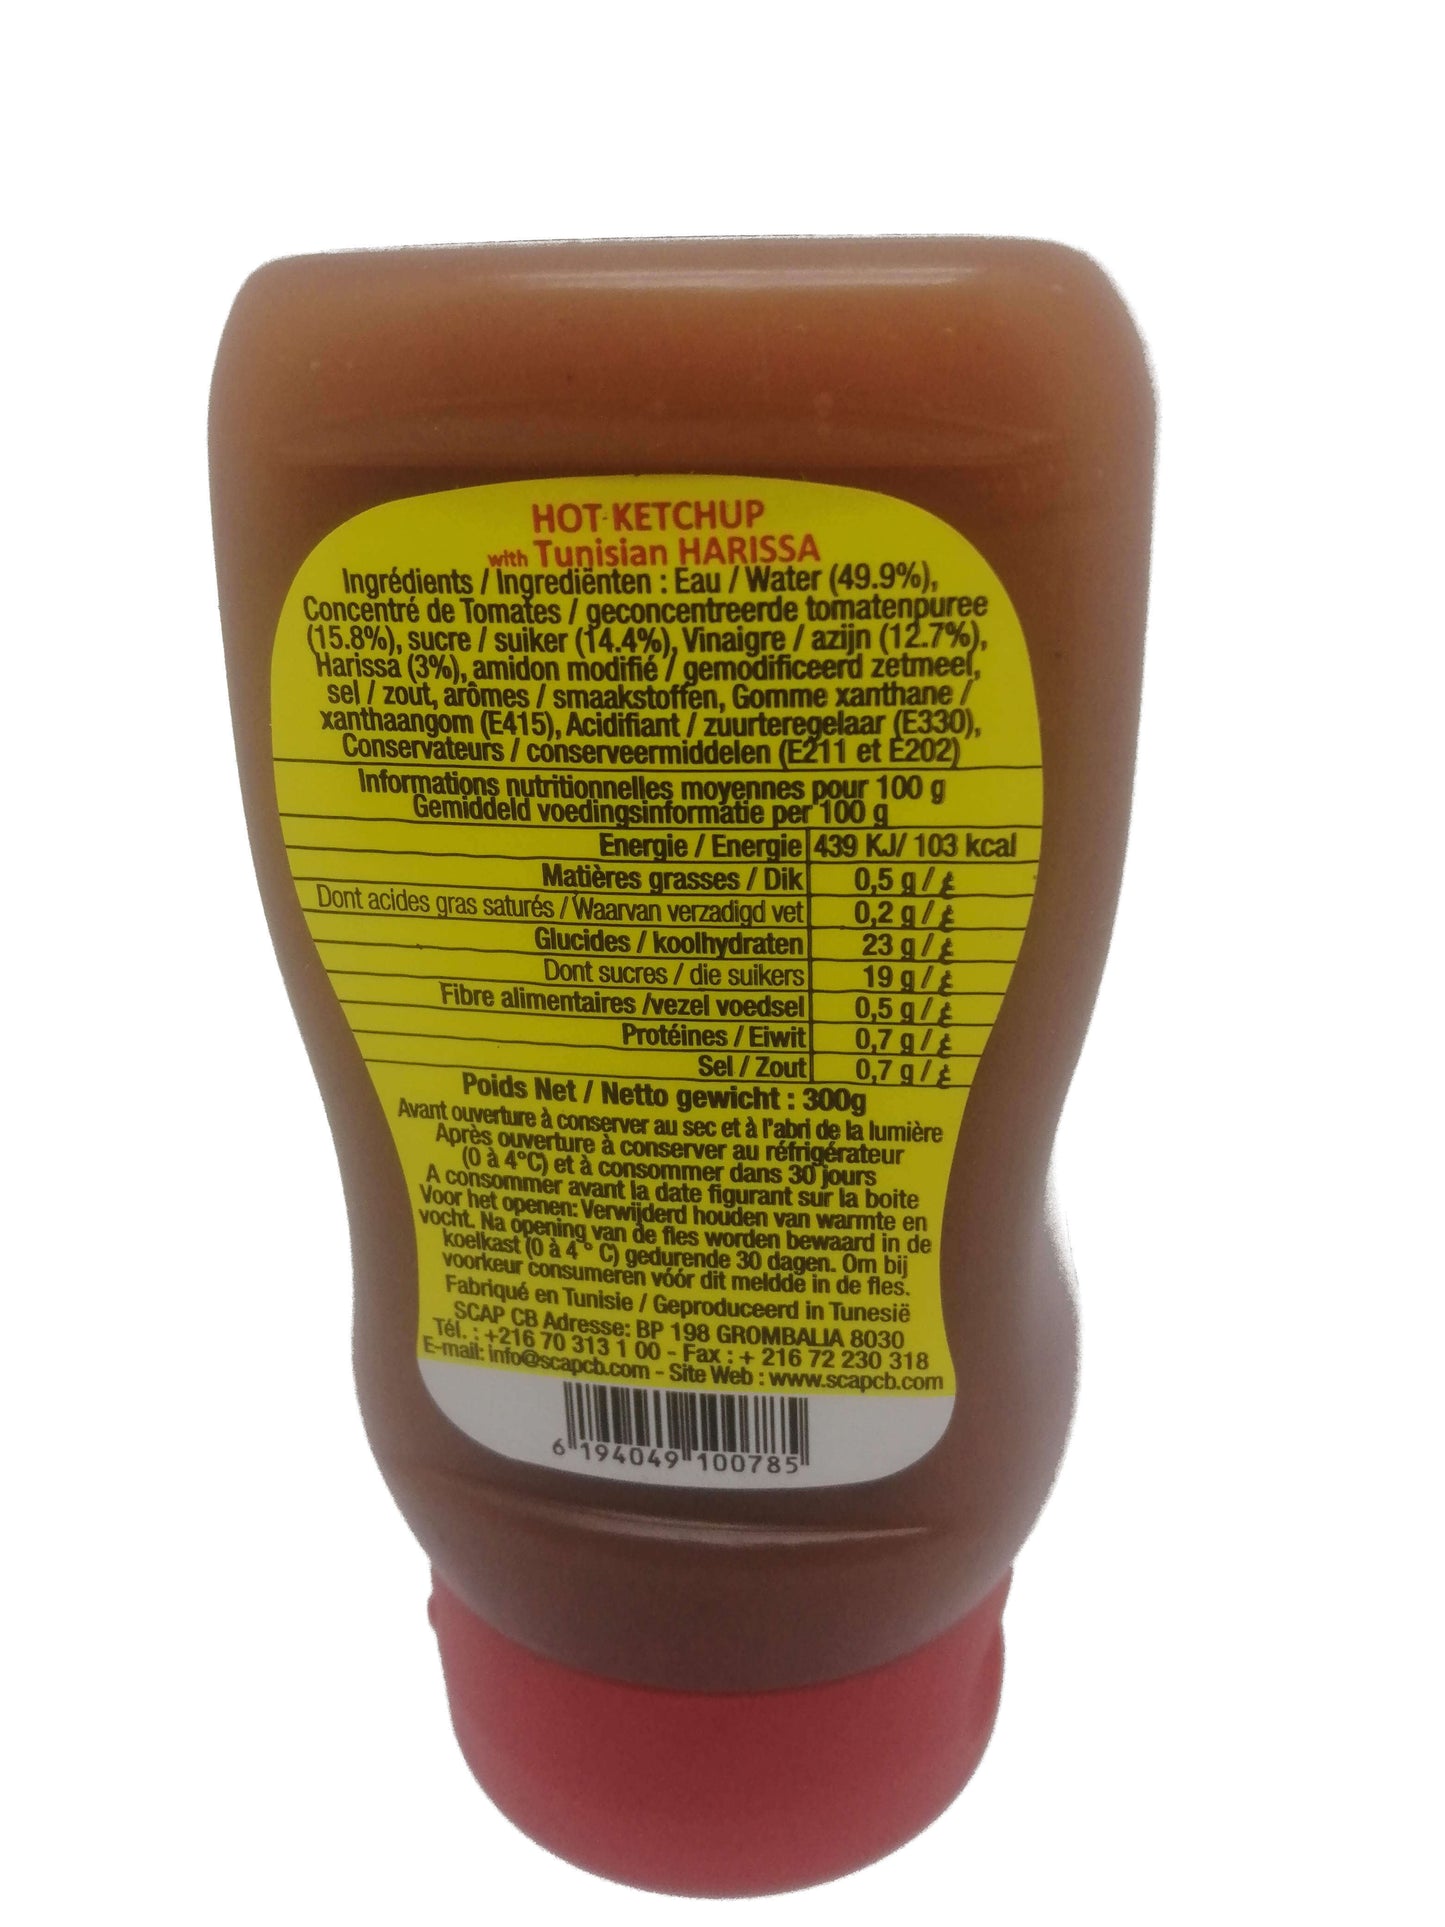 HOT KETCHUP
with Tunisian HARISSA
Ingrédients / Ingrediënten : Eau / Water (49.9%),
Concentré de Tomates / geconcentreerde tomatenpuree
(15.8%), sucre / suiker (14.4%), Vinaigre / azijn (12.7%),
Harissa (3%), amidon modifié / gemodificeerd zetmeel,
sel / zout, arômes / smaakstoffen, Gomme xanthane /
xanthaangom (E415), Acidifiant / zuurteregelaar (E330),
Conservateurs / conserveermiddelen (E211 et E202)
Informations nutritionnelles moyennes pour 100 g
Gemiddeld voedingsinformatie per 100 g
Energie / Energie 439 KJ/ 103 kcal
Matières grasses / Dik 0,5 g / غ
Dont acides gras saturés / Waarvan verzadigd vet 0,2 g / غ
Glucides / koolhydraten 23 g / غ
Dont sucres / die suikers 19 g / غ
Fibre alimentaires /vezel voedsel 0,5 g / غ
Protéines / Eiwit 0,7 g / غ
Sel / Zout 0,7 g / غ
Poids Net / Netto gewicht : 300g
Avant ouverture à conserver au sec et à l'abri de la lumière
Après ouverture à conserver au réfrigérateur
(0 à 4°C) et à consommer dans 30 jours
A consommer avant la date figurant sur la boite
Voor het openen: Verwijderd houden van warmte en
vocht. Na opening van de fles worden bewaard in de
koelkast (0 à 4 ° C) gedurende 30 dagen. Om bij
voorkeur consumeren vóór dit meldde in de fles.
Fabriqué en Tunisie / Geproduceerd in Tunesië
SCAP CB Adresse: BP 198 GROMBALIA 8030
Tél. : +216 70 313 1 00 - Fax : + 216 72 230 318
E-mail: info@scapcb.com - Site Web : www.scapcb.com
6 194049 100785